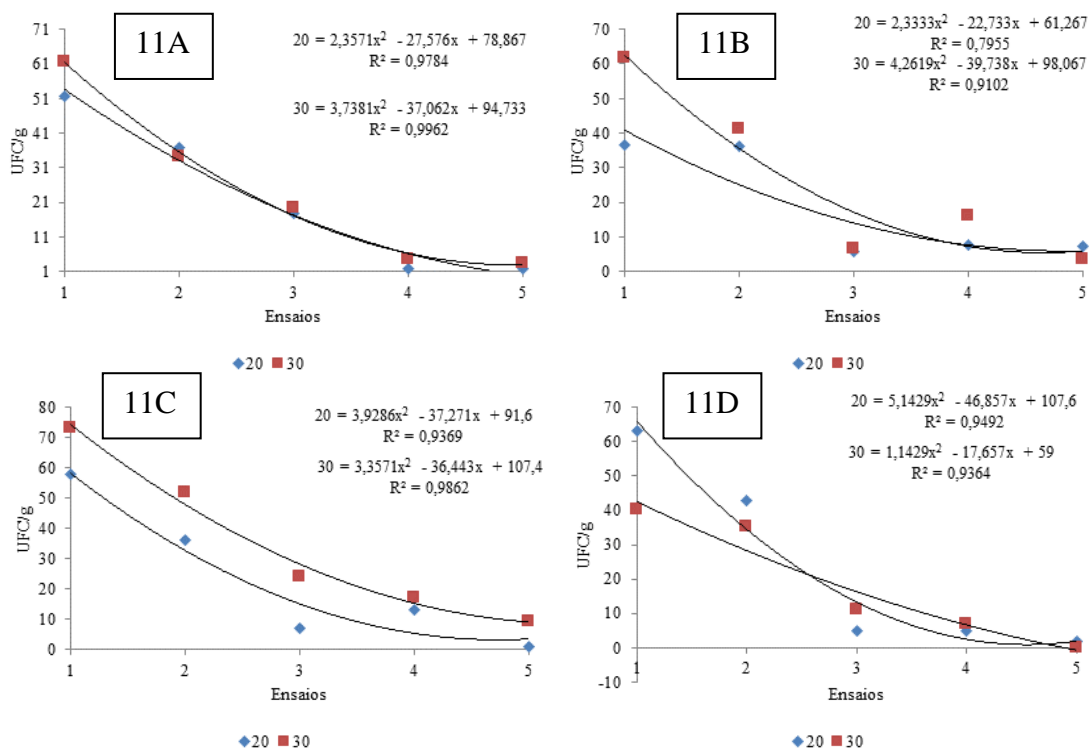 11A
20 = 2,3571x² - 27,576x + 78,867
R² = 0,9784
30 = 3,7381x² - 37,062x + 94,733
R² = 0,9962
UFC/g
71
61
51
41
31
21
11
1
1 2 3 4 5
Ensaios
20 30
11B
20 = 2,3333x² - 22,733x + 61,267
R² = 0,7955
30 = 4,2619x² - 39,738x + 98,067
R² = 0,9102
UFC/g
70
60
50
40
30
20
10
0
1 2 3 4 5
Ensaios
20 30
11C
20 = 3,9286x² - 37,271x + 91,6
R² = 0,9369
30 = 3,3571x² - 36,443x + 107,4
R² = 0,9862
UFC/g
80
70
60
50
40
30
20
10
0
1 2 3 4 5
Ensaios
20 30
11D
20 = 5,1429x² - 46,857x + 107,6
R² = 0,9492
30 = 1,1429x² - 17,657x + 59
R² = 0,9364
UFC/g
70
60
50
40
30
20
10
0
-10
1 2 3 4 5
Ensaios
20 30